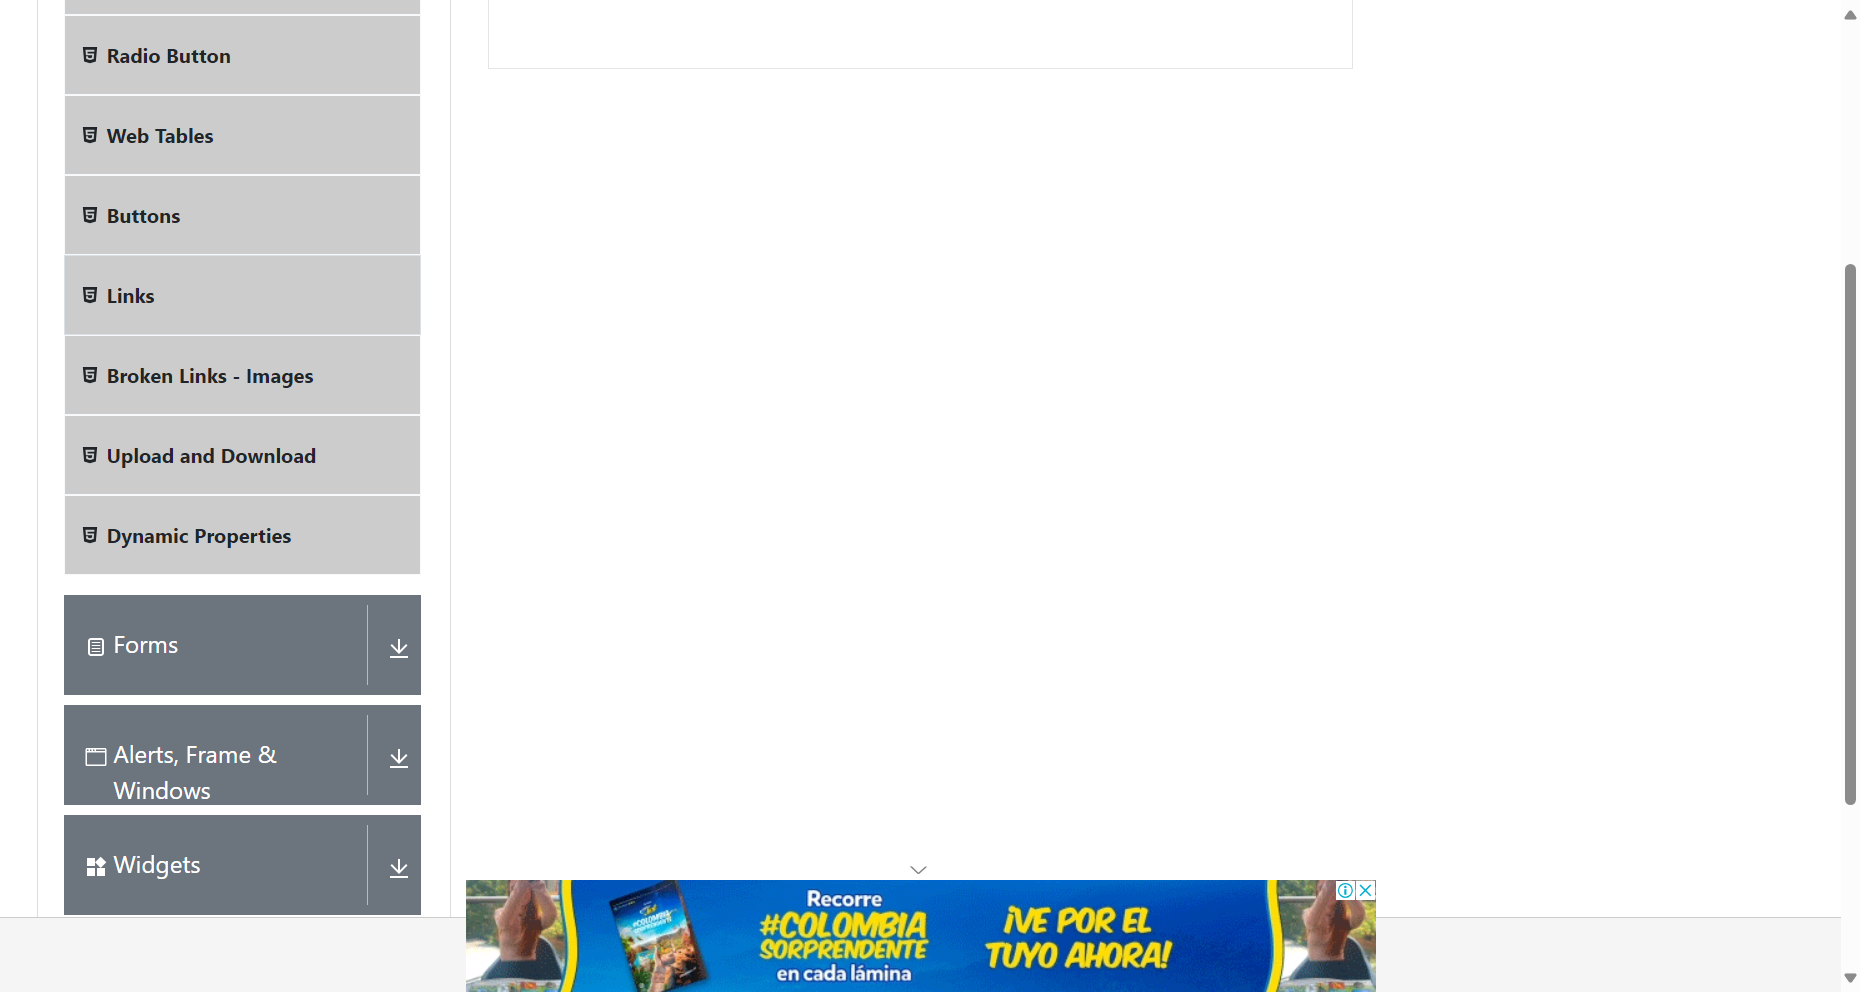 Radio Button
Web Tables
Buttons
Links
Broken Links - Images
Upload and Download
Dynamic Properties
Forms
Alerts, Frame &
Windows
Widgets
Recorre
#COLOMBIA
SORPRENDENTE
en cada lámina
¡VE POR EL
TUYO AHORA!